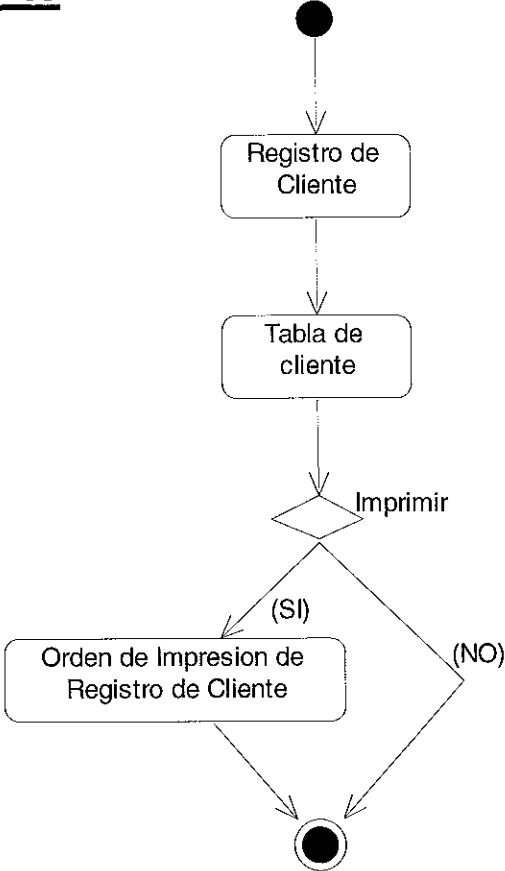 Registro de
Cliente
Tabla de
cliente
Imprimir
(SI)
(NO)
Orden de Impresion de
Registro de Cliente